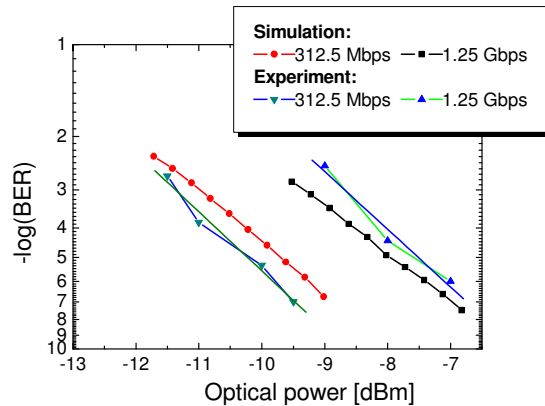 Simulation:
312.5 Mbps 1.25 Gbps
Experiment:
312.5 Mbps 1.25 Gbps
-log(BER)
1
2
3
4
5
6
7
8
9
10
-13 -12 -11 -10 -9 -8 -7
Optical power [dBm]